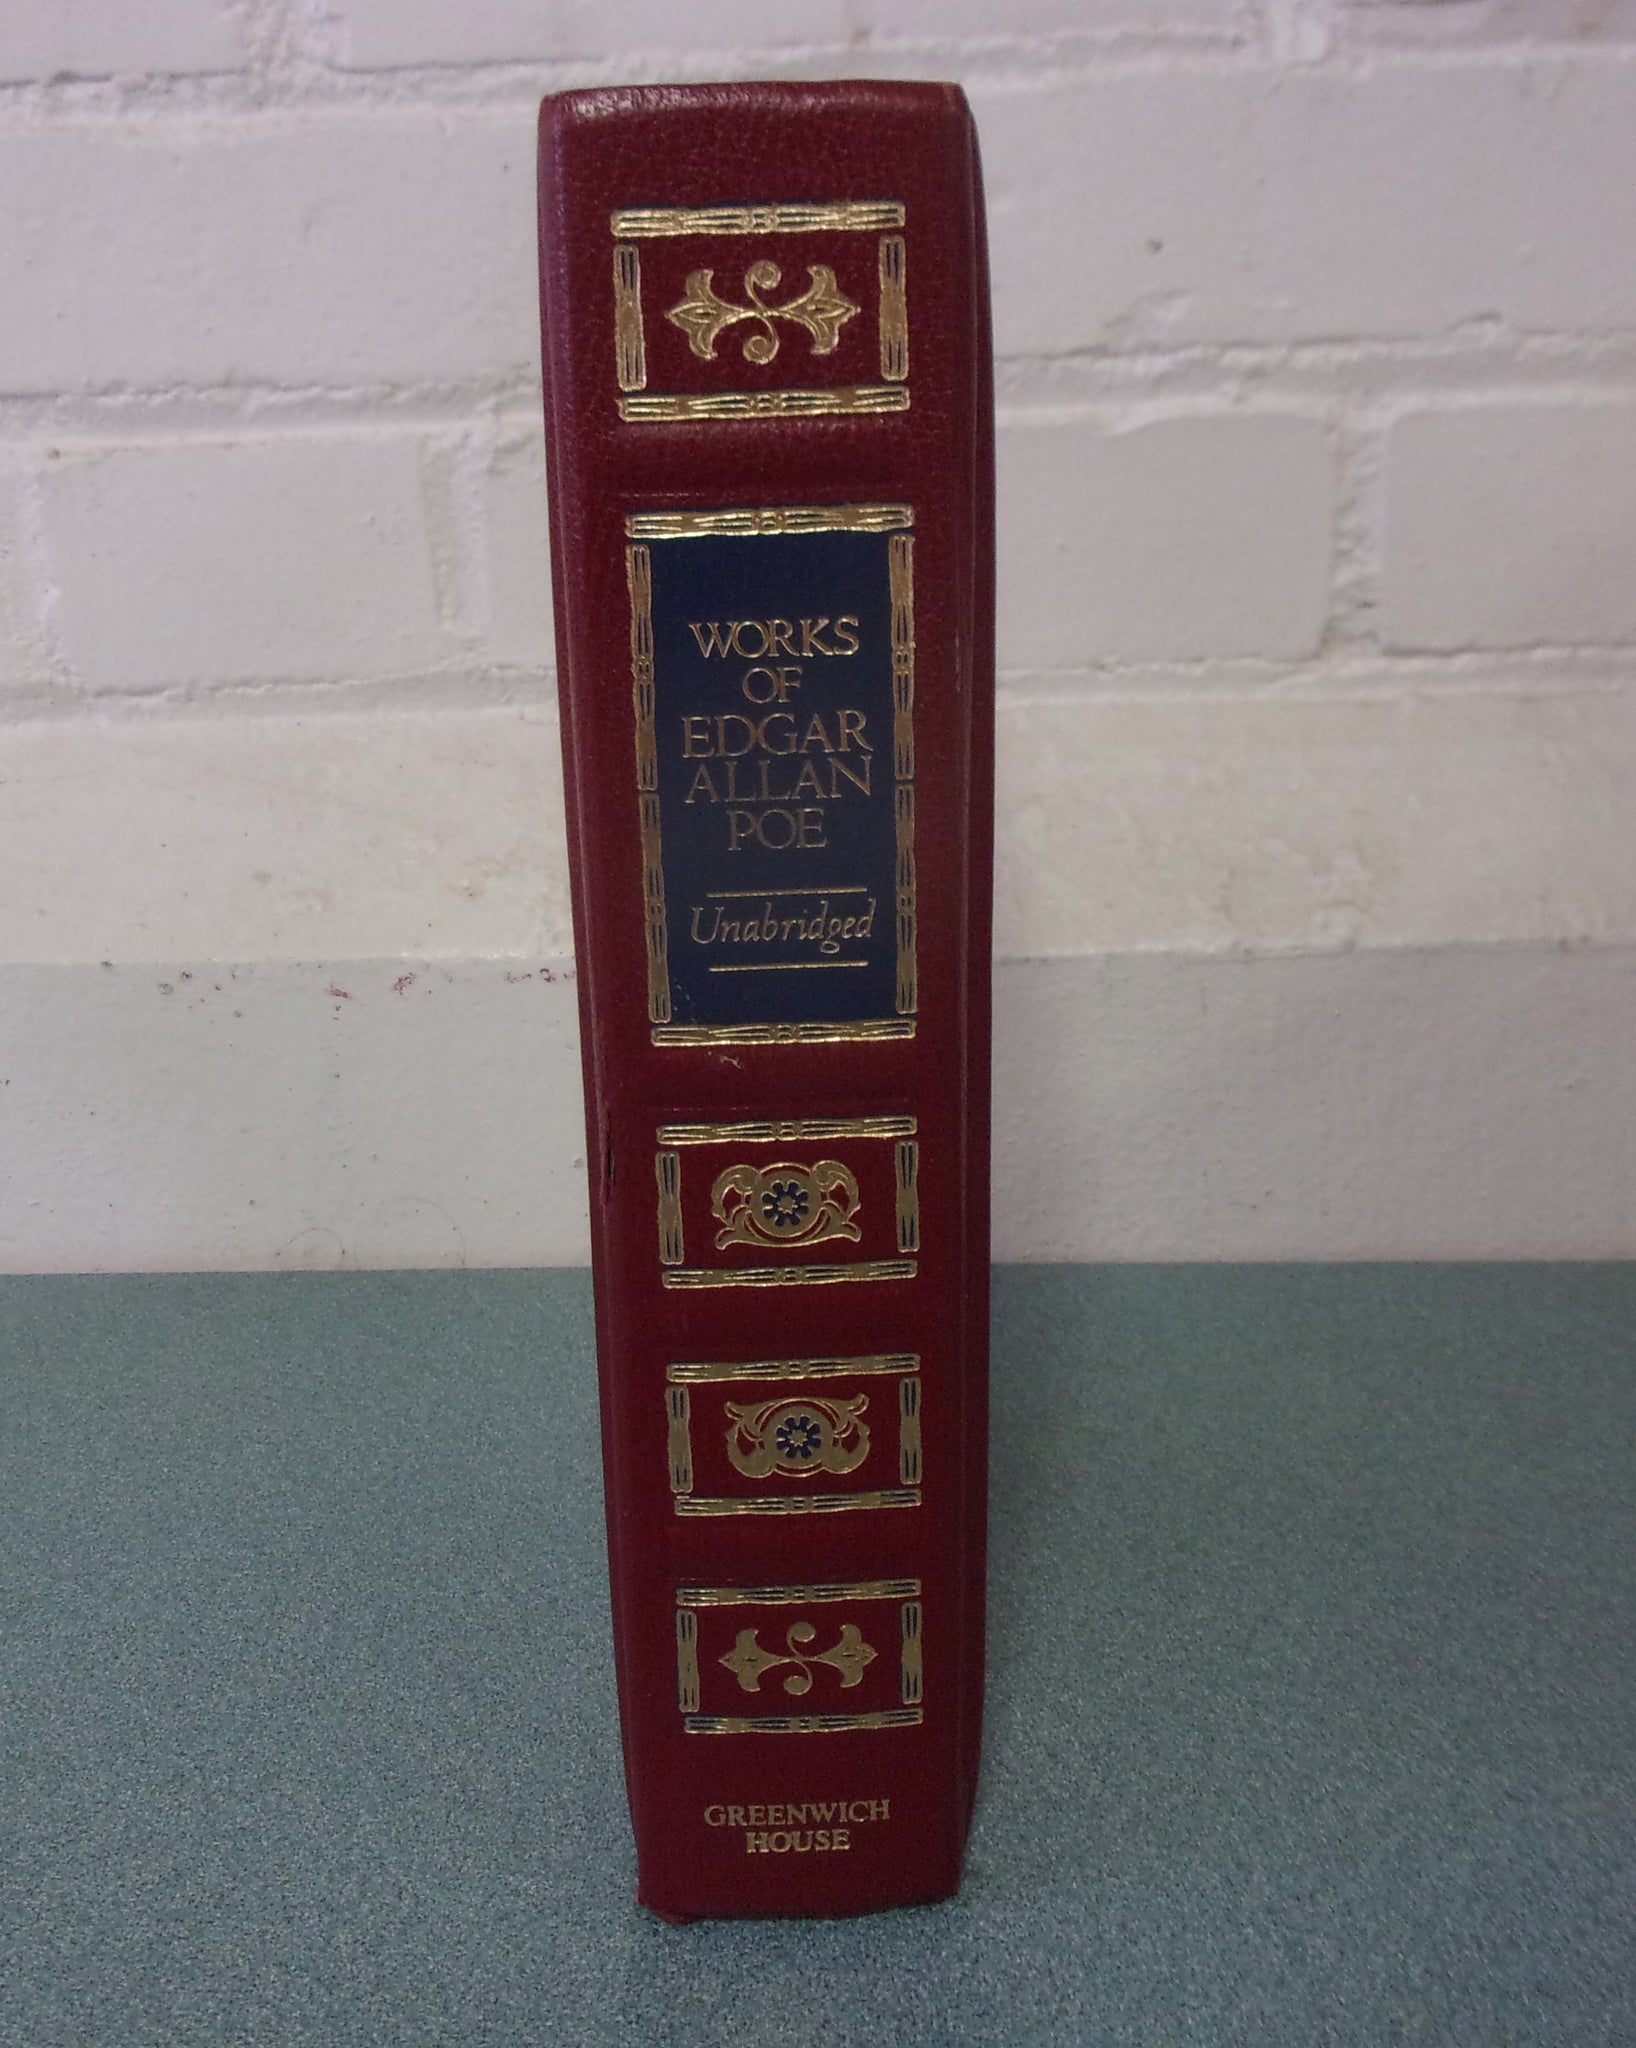 WORKS
OF
EDGAR
ALLAN
POE
Unabridged
GREENWICH
HOUSE